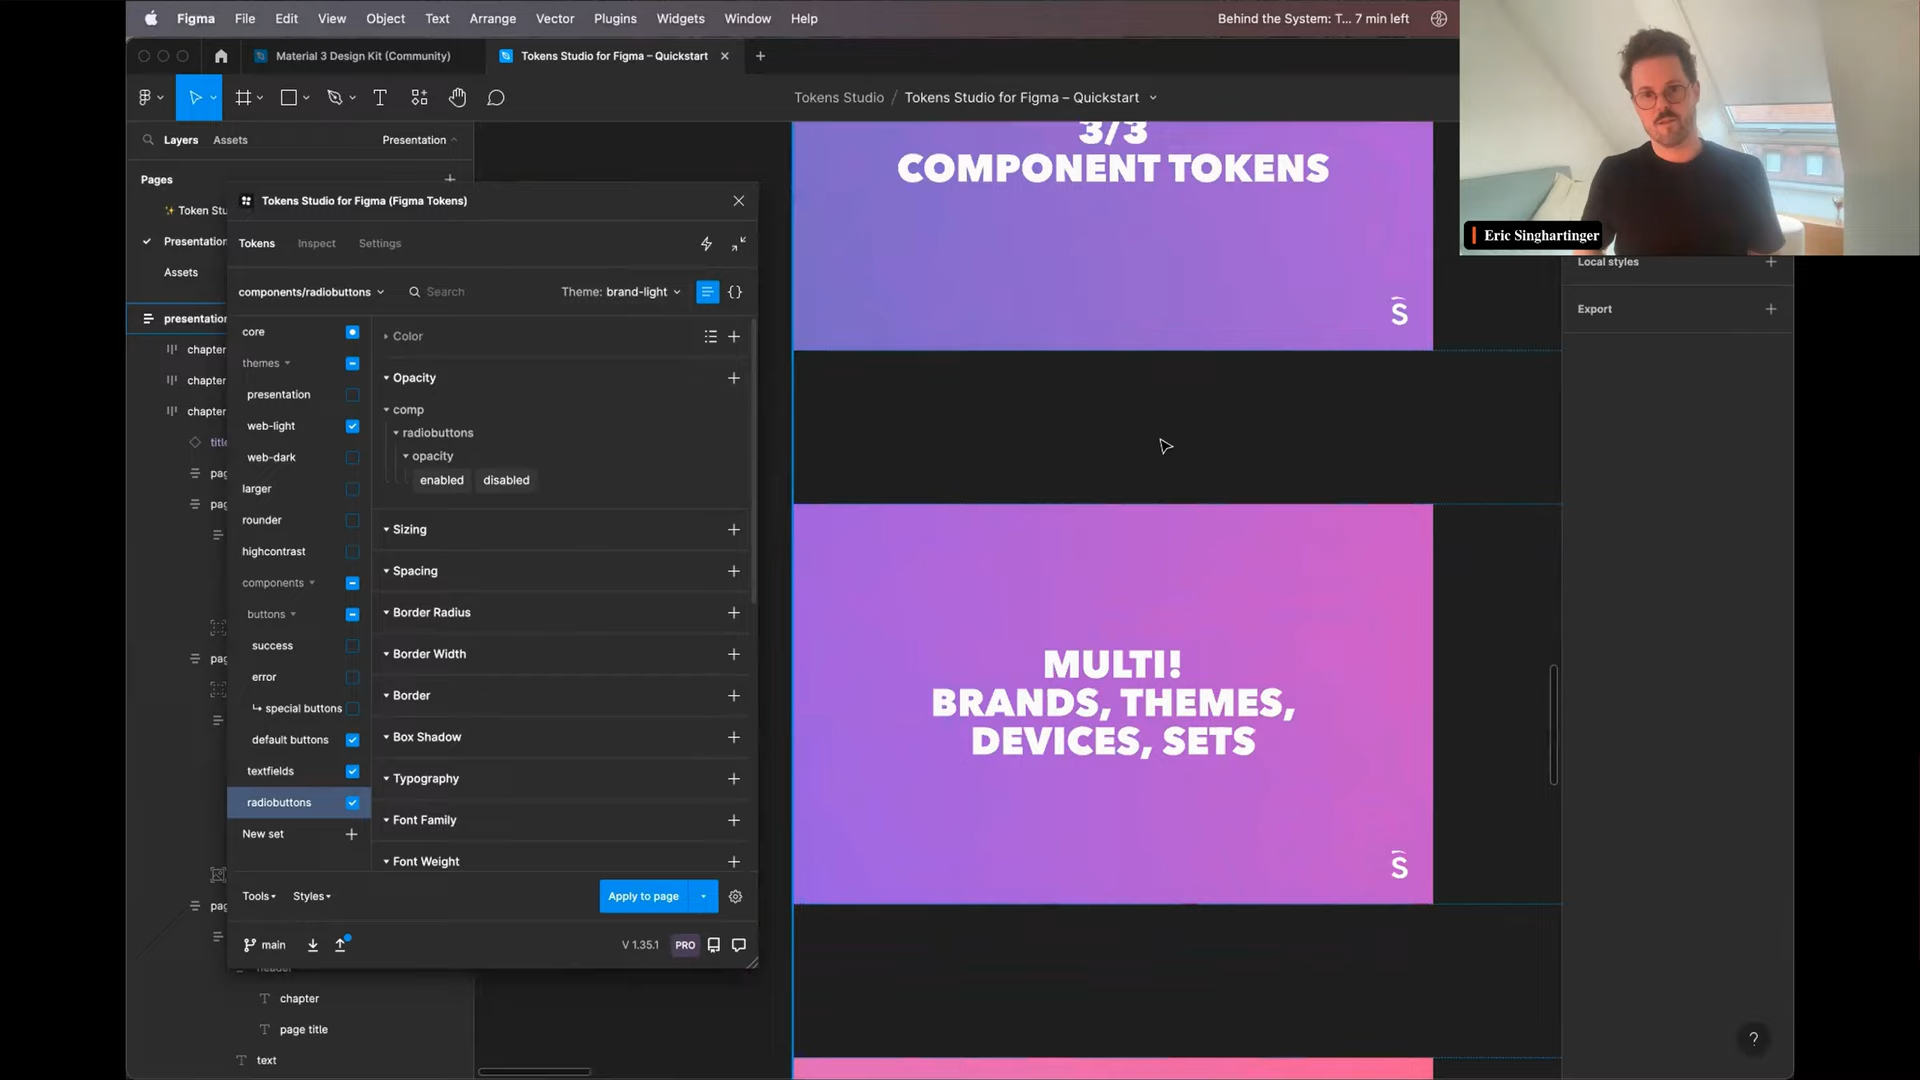 Figma File Edit View Object Text Arrange Vector Plugins Widgets Window Help
Behind the System: T... 7 min left
Material 3 Design Kit (Community)
Tokens Studio for Figma – Quickstart
Tokens Studio / Tokens Studio for Figma – Quickstart
Layers Assets Presentation
Pages
Token Stu
Presentation
Assets
presentation
chapter
chapter
chapter
title
pag
pag
pag
pag
header
chapter
page title
text
Tokens Studio for Figma (Figma Tokens)
Tokens Inspect Settings
components/radiobuttons
Search
Theme: brand-light
core
themes
presentation
web-light
web-dark
larger
rounder
highcontrast
components
buttons
success
error
↳ special buttons
default buttons
textfields
radiobuttons
New set
Color
Opacity
comp
radiobuttons
opacity
enabled disabled
Sizing
Spacing
Border Radius
Border Width
Border
Box Shadow
Typography
Font Family
Font Weight
Tools Styles
Apply to page
main
V 1.35.1
PRO
3/3
COMPONENT TOKENS
S
MULTI!
BRANDS, THEMES,
DEVICES, SETS
S
Eric Singhartinger
Local styles
Export
?